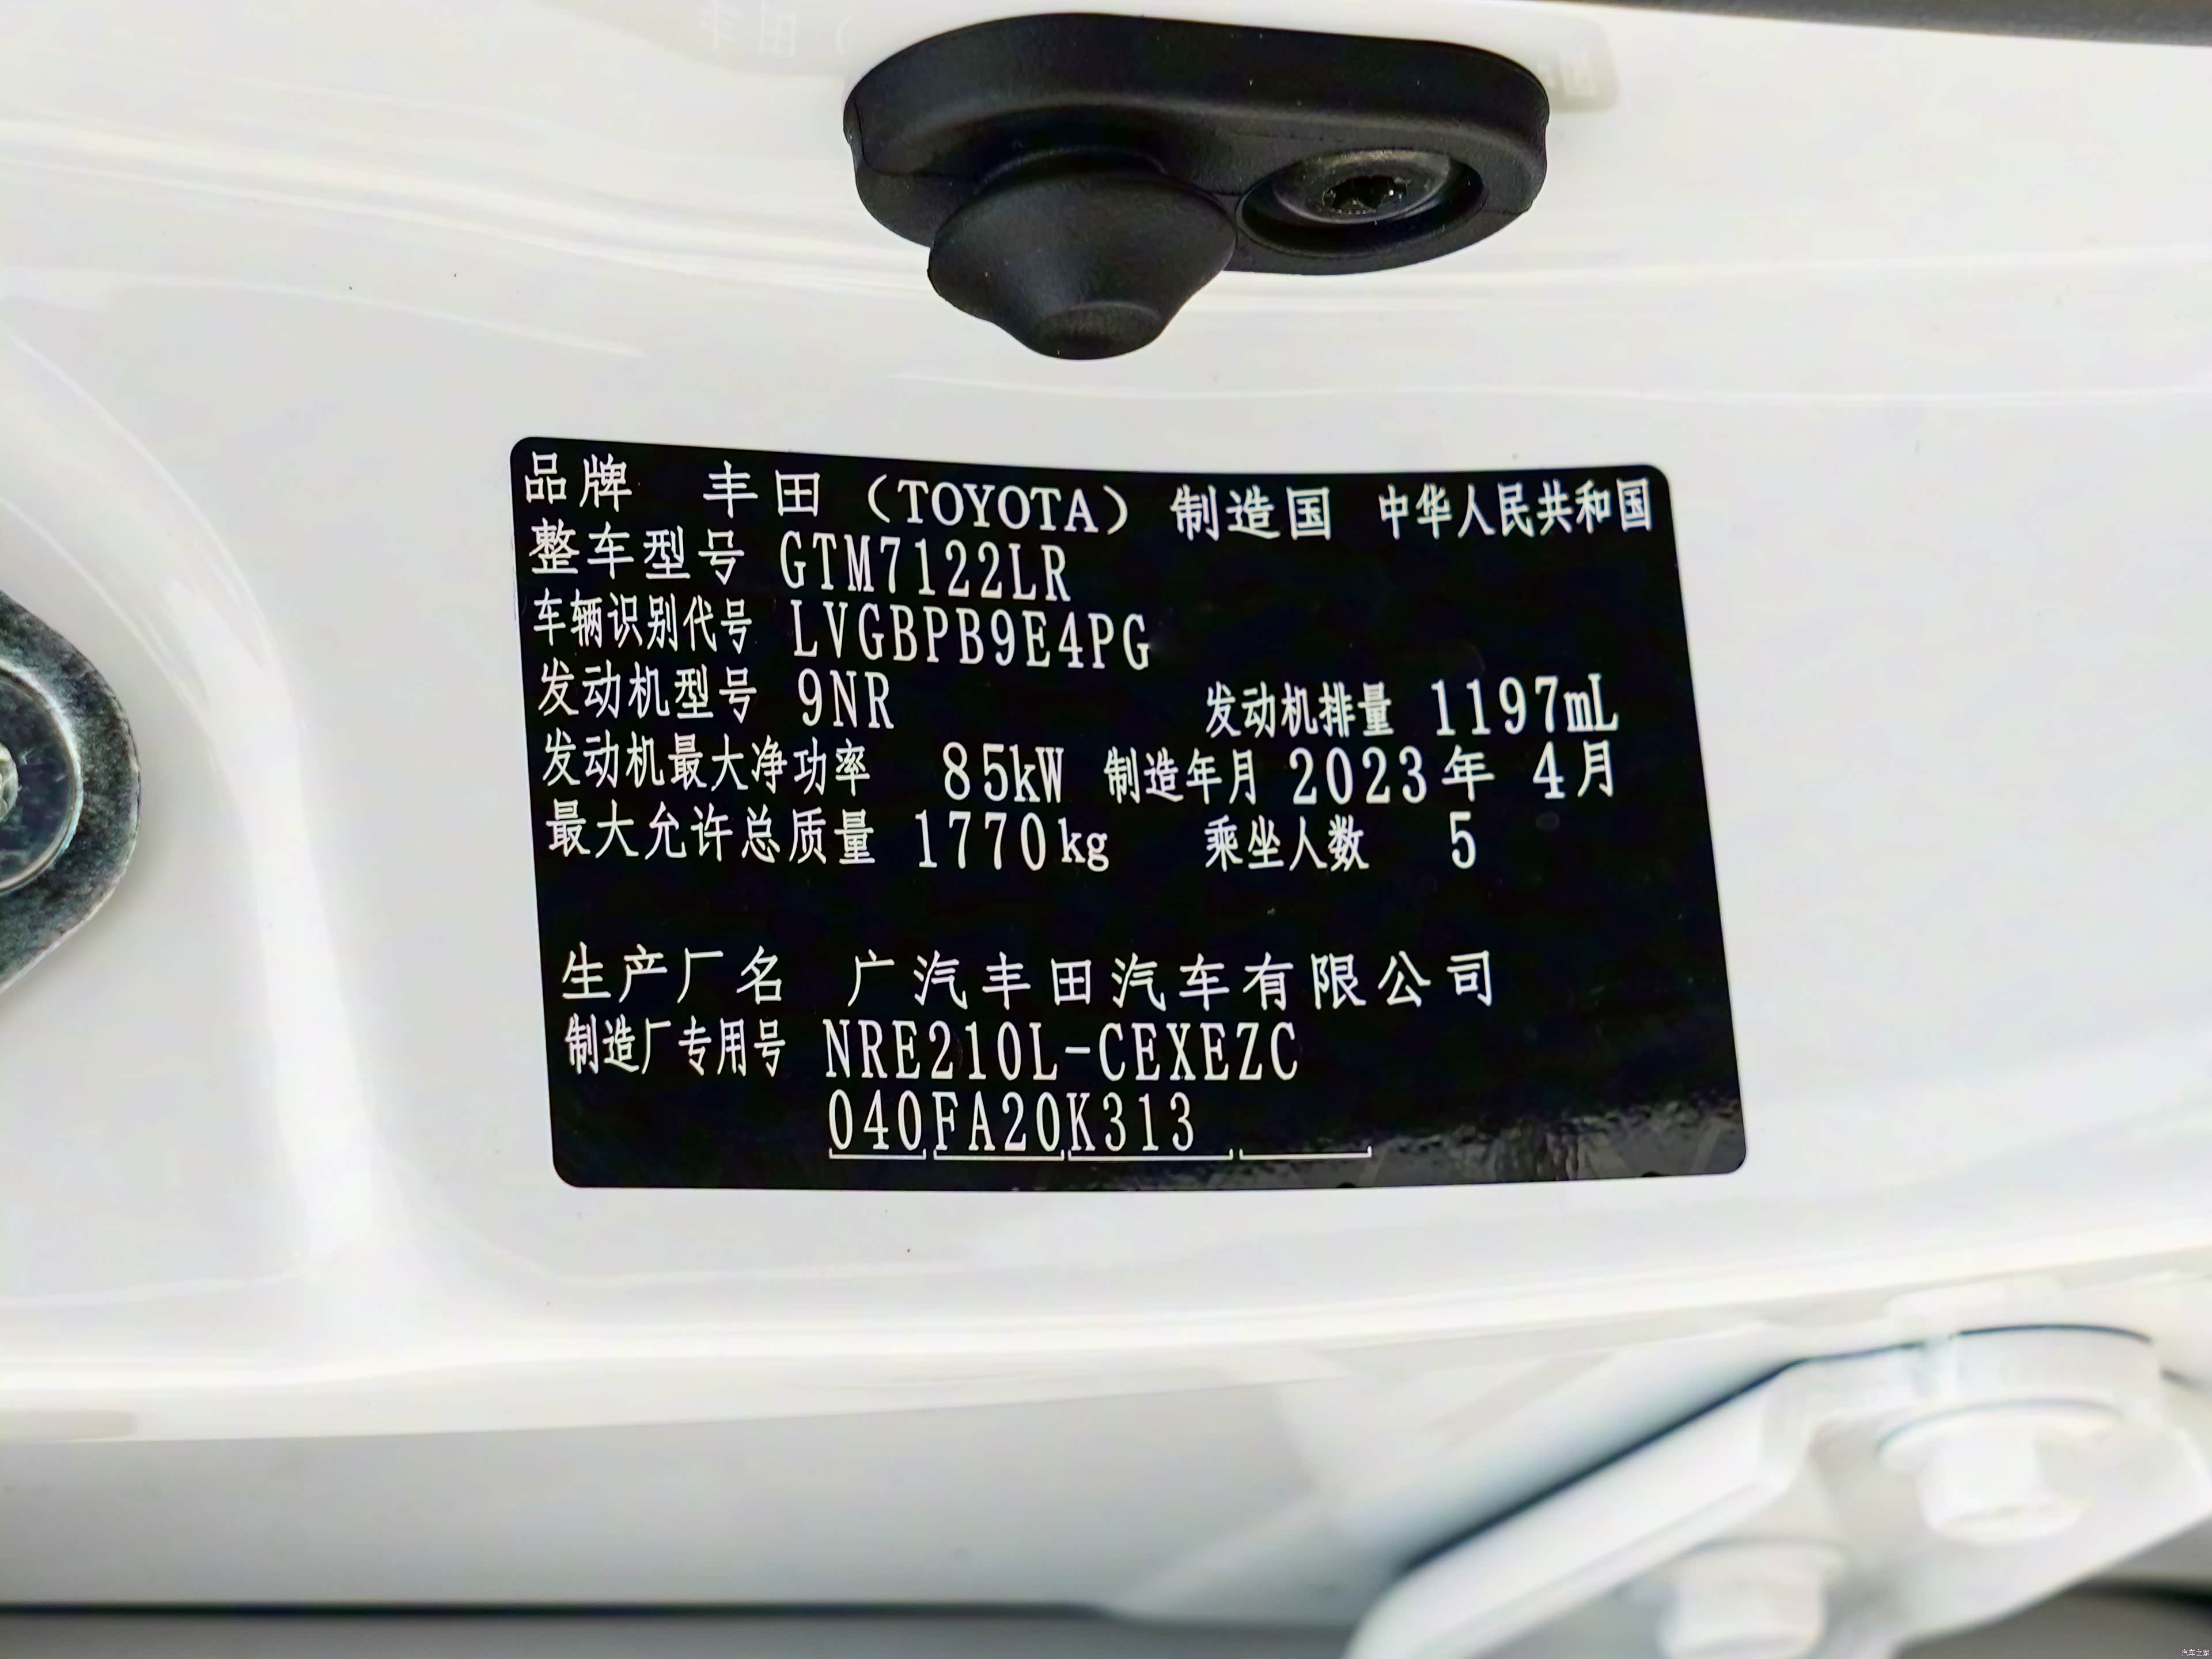 品牌 丰田（TOYOTA）制造国 中华人民共和国
整车型号 GTM7122LR
车辆识别代号 LVGBPB9E4PG
发动机型号 9NR 发动机排量 1197mL
发动机最大净功率 85kW 制造年月 2023年 4月
最大允许总质量 1770kg 乘坐人数 5
生产厂名 广汽丰田汽车有限公司
制造厂专用号 NRE210L-CEXEZC
040FA20K313
汽车之家